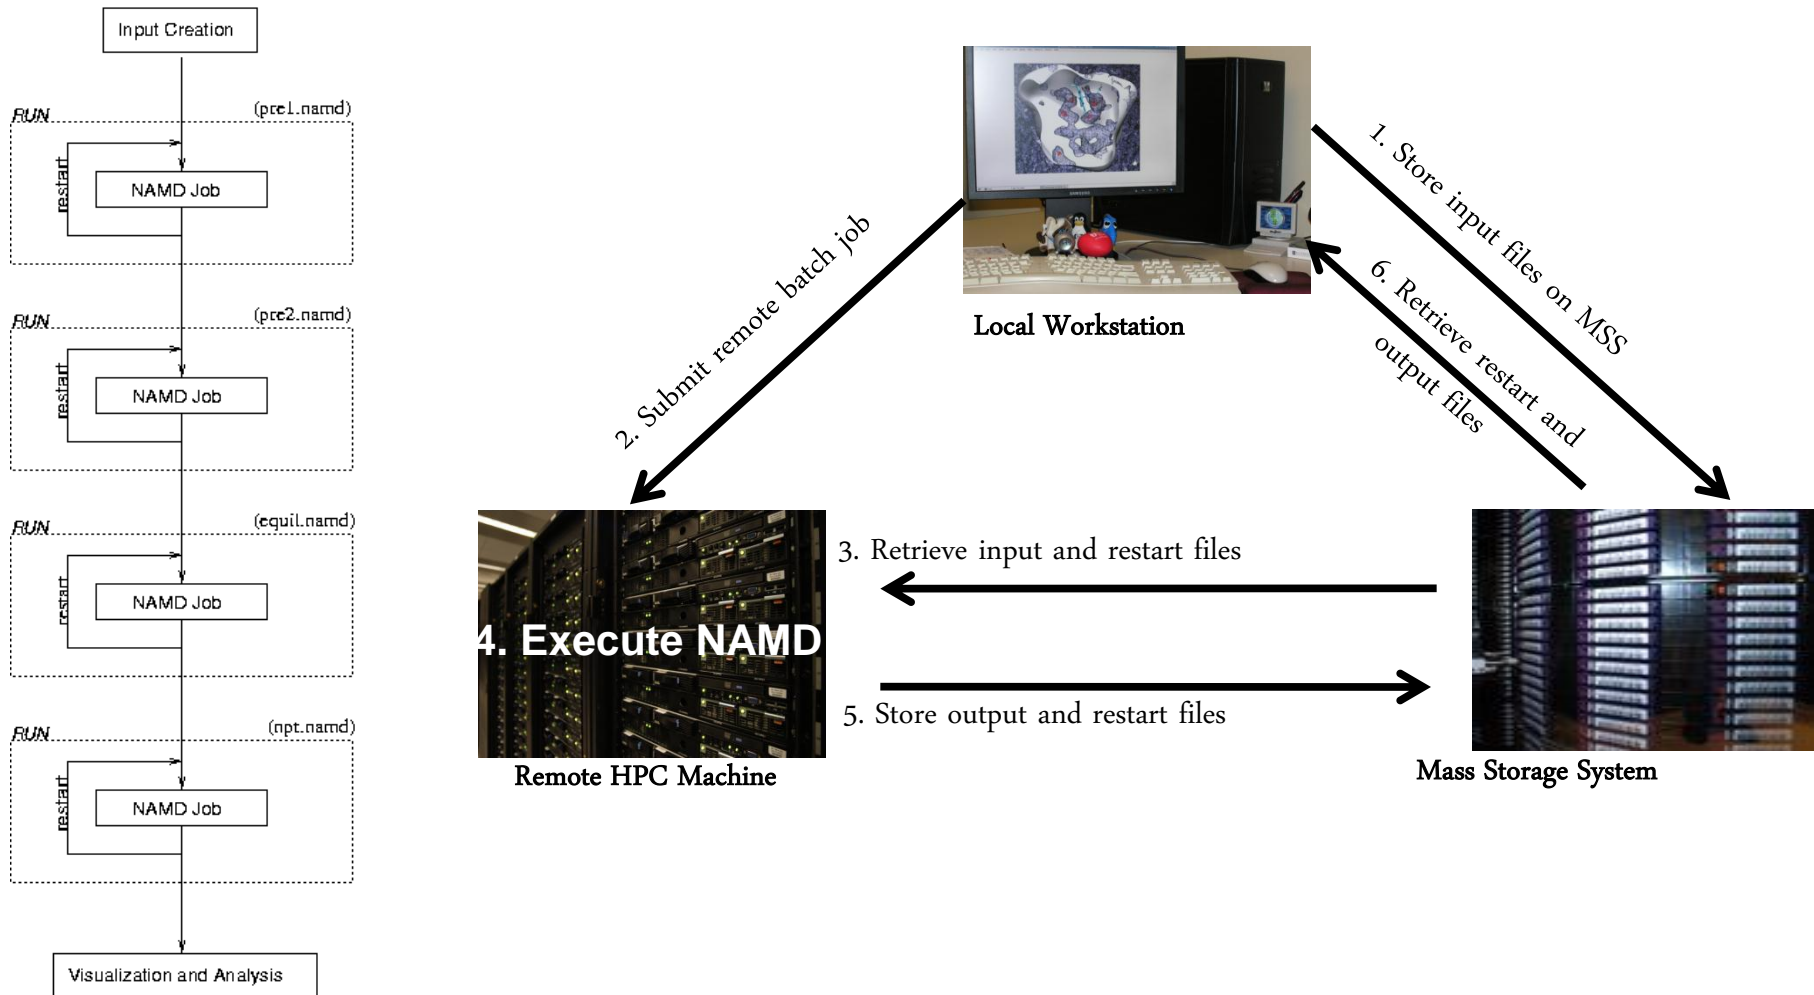 Input Creation
RUN
(pre1.namd)
restart
NAMD Job
RUN
(pre2.namd)
restart
NAMD Job
RUN
(equil.namd)
restart
NAMD Job
RUN
(npt.namd)
restart
NAMD Job
Visualization and Analysis
Local Workstation
1. Store input files on MSS
6. Retrieve restart and
output files
2. Submit remote batch job
3. Retrieve input and restart files
4. Execute NAMD
5. Store output and restart files
Remote HPC Machine
Mass Storage System
SAMSUNG